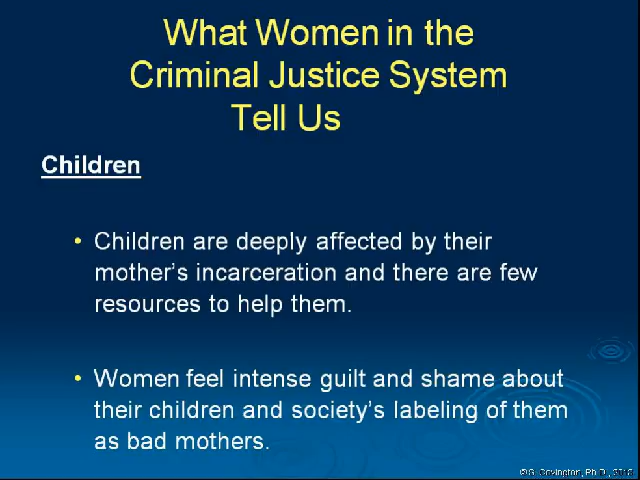 What Women in the
Criminal Justice System
Tell Us
Children
• Children are deeply affected by their
mother's incarceration and there are few
resources to help them.
• Women feel intense guilt and shame about
their children and society's labeling of them
as bad mothers.
© S. Covington, Ph.D.,